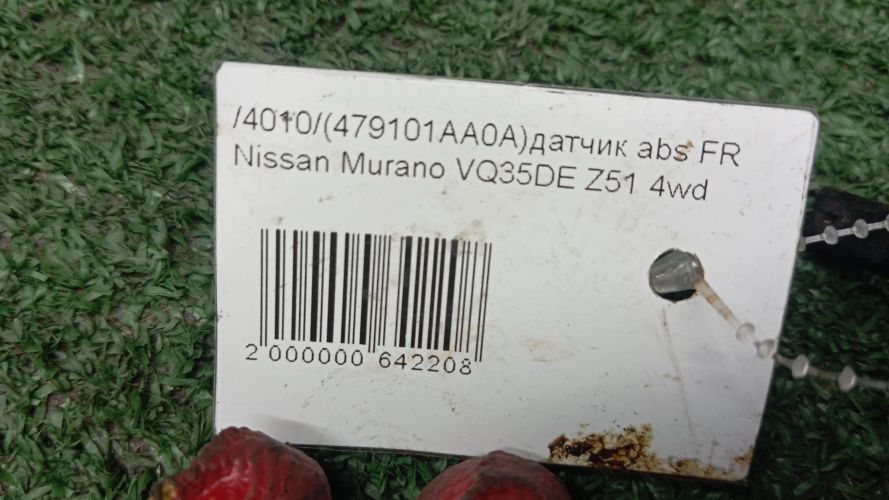 /4010/(479101AA0A)датчик abs FR
Nissan Murano VQ35DE Z51 4wd
2 000000 642208